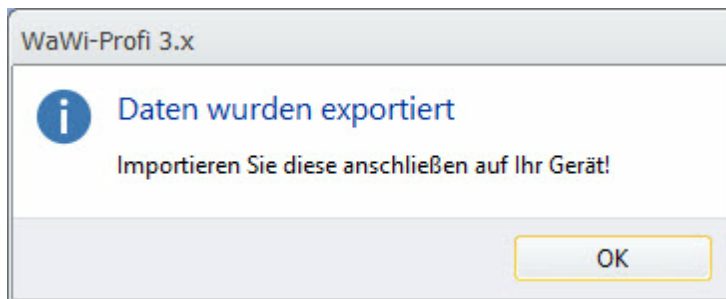 WaWi-Profi 3.x
Daten wurden exportiert
Importieren Sie diese anschließen auf Ihr Gerät!
OK